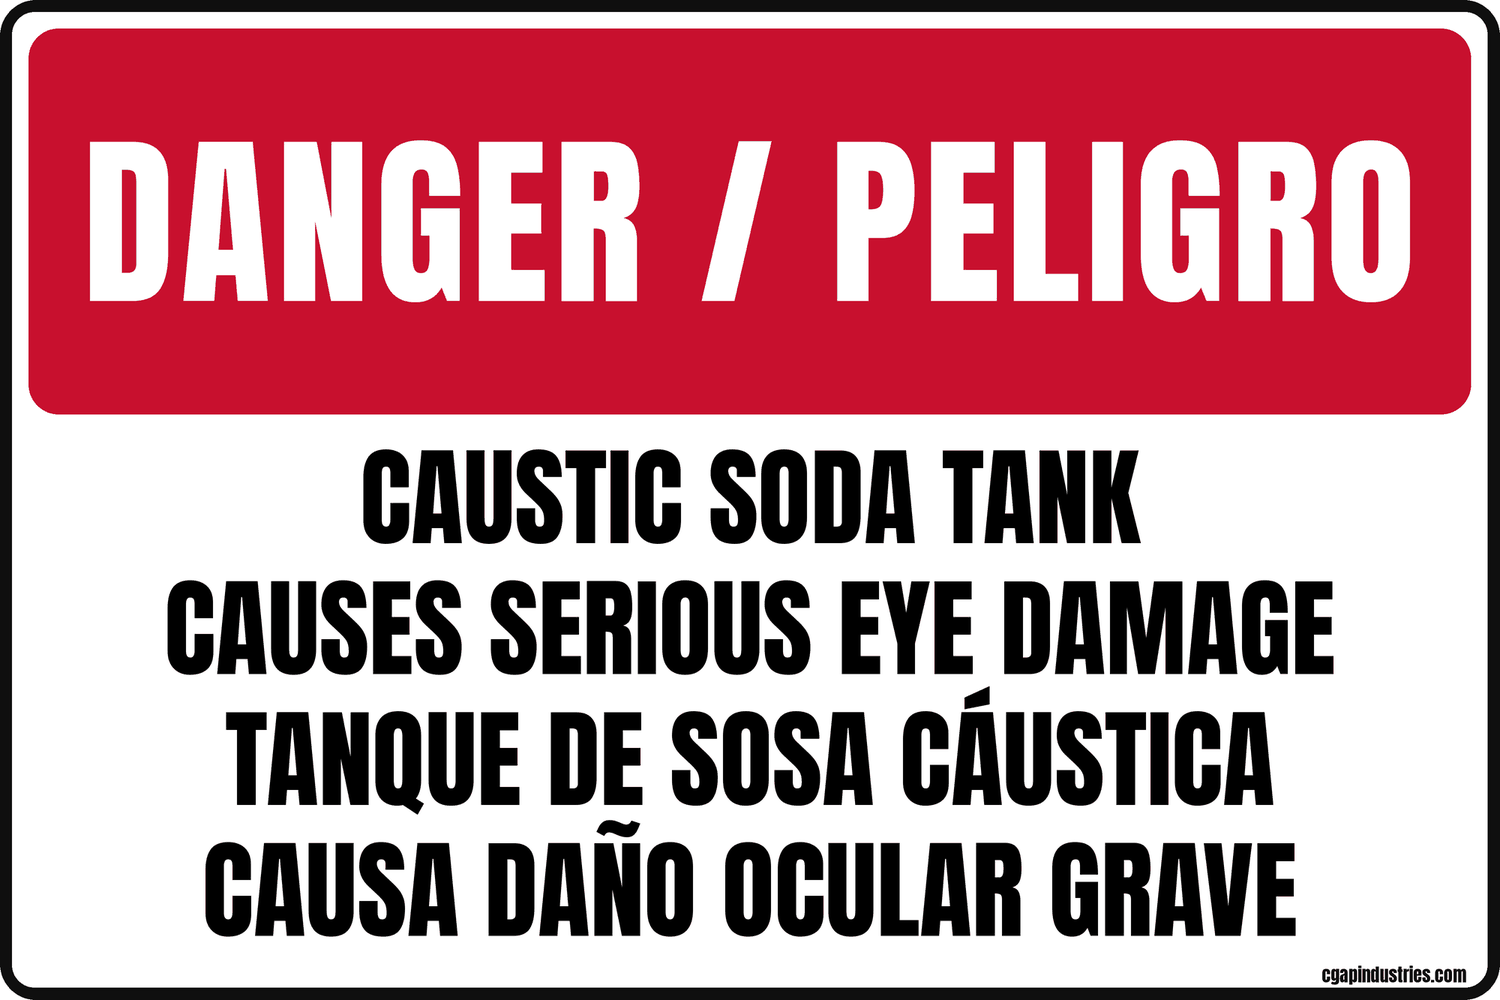 DANGER / PELIGRO
CAUSTIC SODA TANK
CAUSES SERIOUS EYE DAMAGE
TANQUE DE SOSA CÁUSTICA
CAUSA DAÑO OCULAR GRAVE
cgapindustries.com